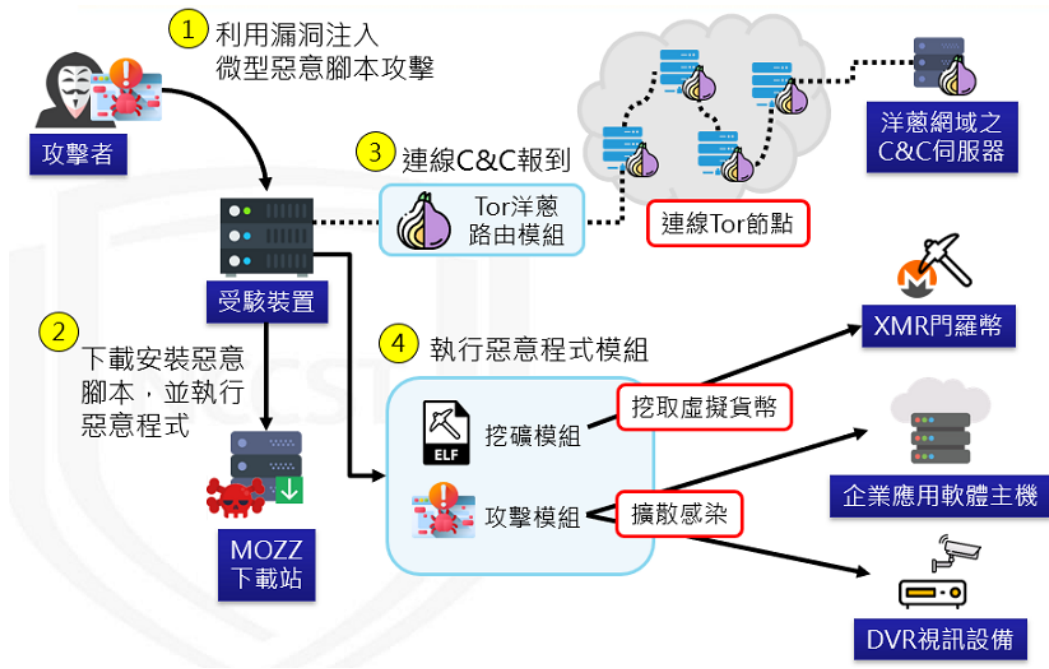 1
利用漏洞注入
微型惡意腳本攻擊
攻擊者
洋蔥網域之
C&C伺服器
3
連線C&C報到
Tor洋蔥
路由模組
連線Tor節點
受駭裝置
2
下載安裝惡意
腳本，並執行
惡意程式
MOZZ
下載站
4
執行惡意程式模組
ELF
挖礦模組
挖取虛擬貨幣
攻擊模組
擴散感染
XMR門羅幣
企業應用軟體主機
DVR視訊設備